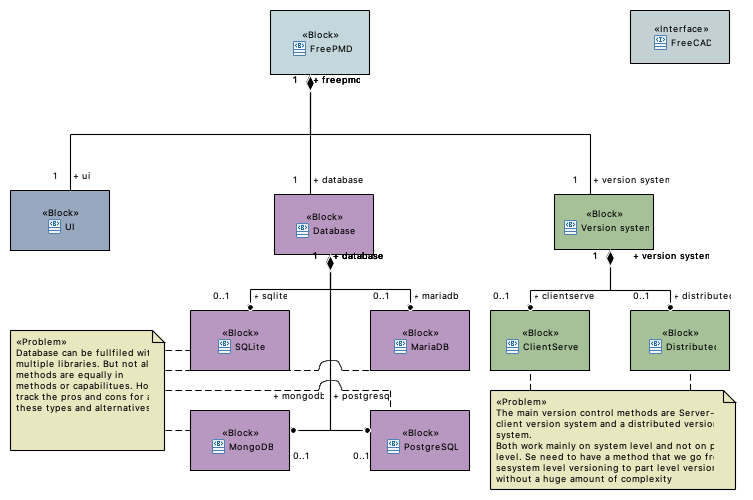 «Block»
FreePMD
«Interface»
FreeCAD
1
+ freepmd
1
+ ui
1
+ database
1
+ version system
«Block»
UI
«Block»
Database
«Block»
Version system
1
+ database
1
+ version system
0..1
+ sqlite
0..1
+ mariadb
0..1
+ clientserve
0..1
+ distributed
«Block»
SQLite
«Block»
MariaDB
«Block»
ClientServe
«Block»
Distributed
«Problem»
Database can be fullfiled wit
multiple libraries. But not al
methods are equally in
methods or capabilitues. Ho
track the pros and cons for a
these types and alternatives
+ mongodb
+ postgresq
«Block»
MongoDB
«Block»
PostgreSQL
0..1
0..1
«Problem»
The main version control methods are Server-
client version system and a distributed version
system.
Both work mainly on system level and not on p
level. Se need to have a method that we go fr
sesystem level versioning to part level version
without a huge amount of complexity